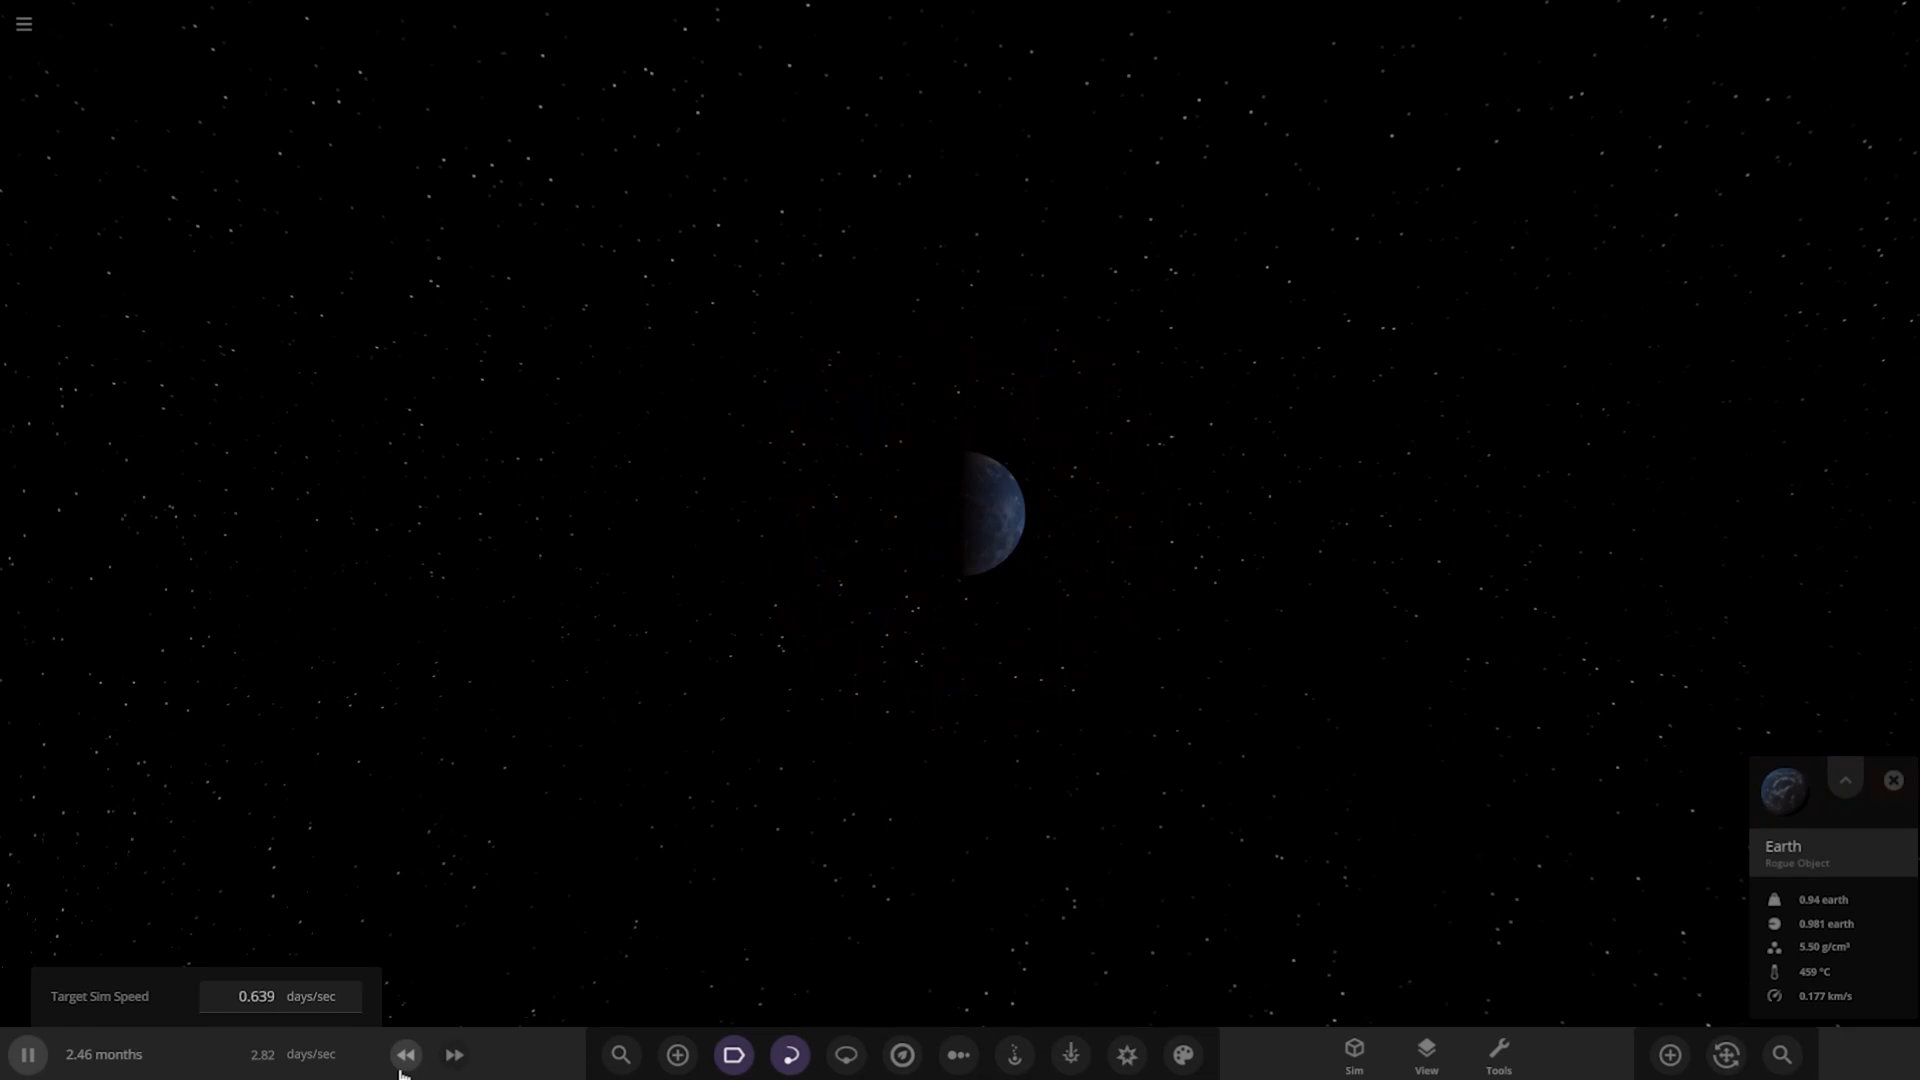 Earth
Rogue Object
0.94 earth
0.981 earth
5.50 g/cm³
459 °C
0.177 km/s
Target Sim Speed 0.639 days/sec
2.46 months 2.82 days/sec
Sim View Tools